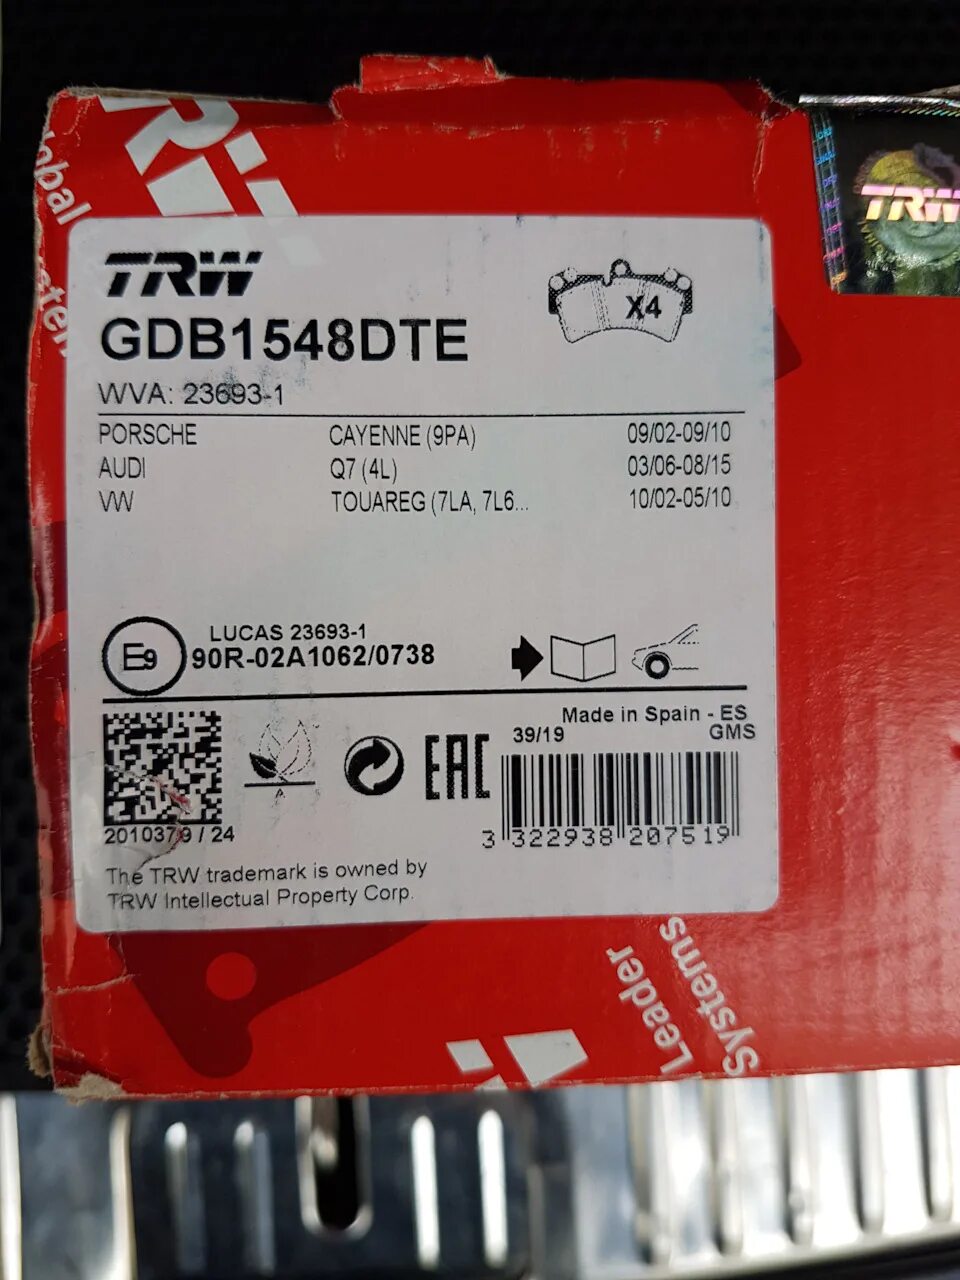 TRW
TRW
GDB1548DTE
X4
WVA: 23693-1
PORSCHE CAYENNE (9PA) 09/02-09/10
AUDI Q7 (4L) 03/06-08/15
VW TOUAREG (7LA, 7L6... 10/02-05/10
E9
LUCAS 23693-1
90R-02A1062/0738
Made in Spain - ES
39/19 GMS
A
EAC
2010379 / 24
3 322938 207519
The TRW trademark is owned by
TRW Intellectual Property Corp.
Leader
Systems